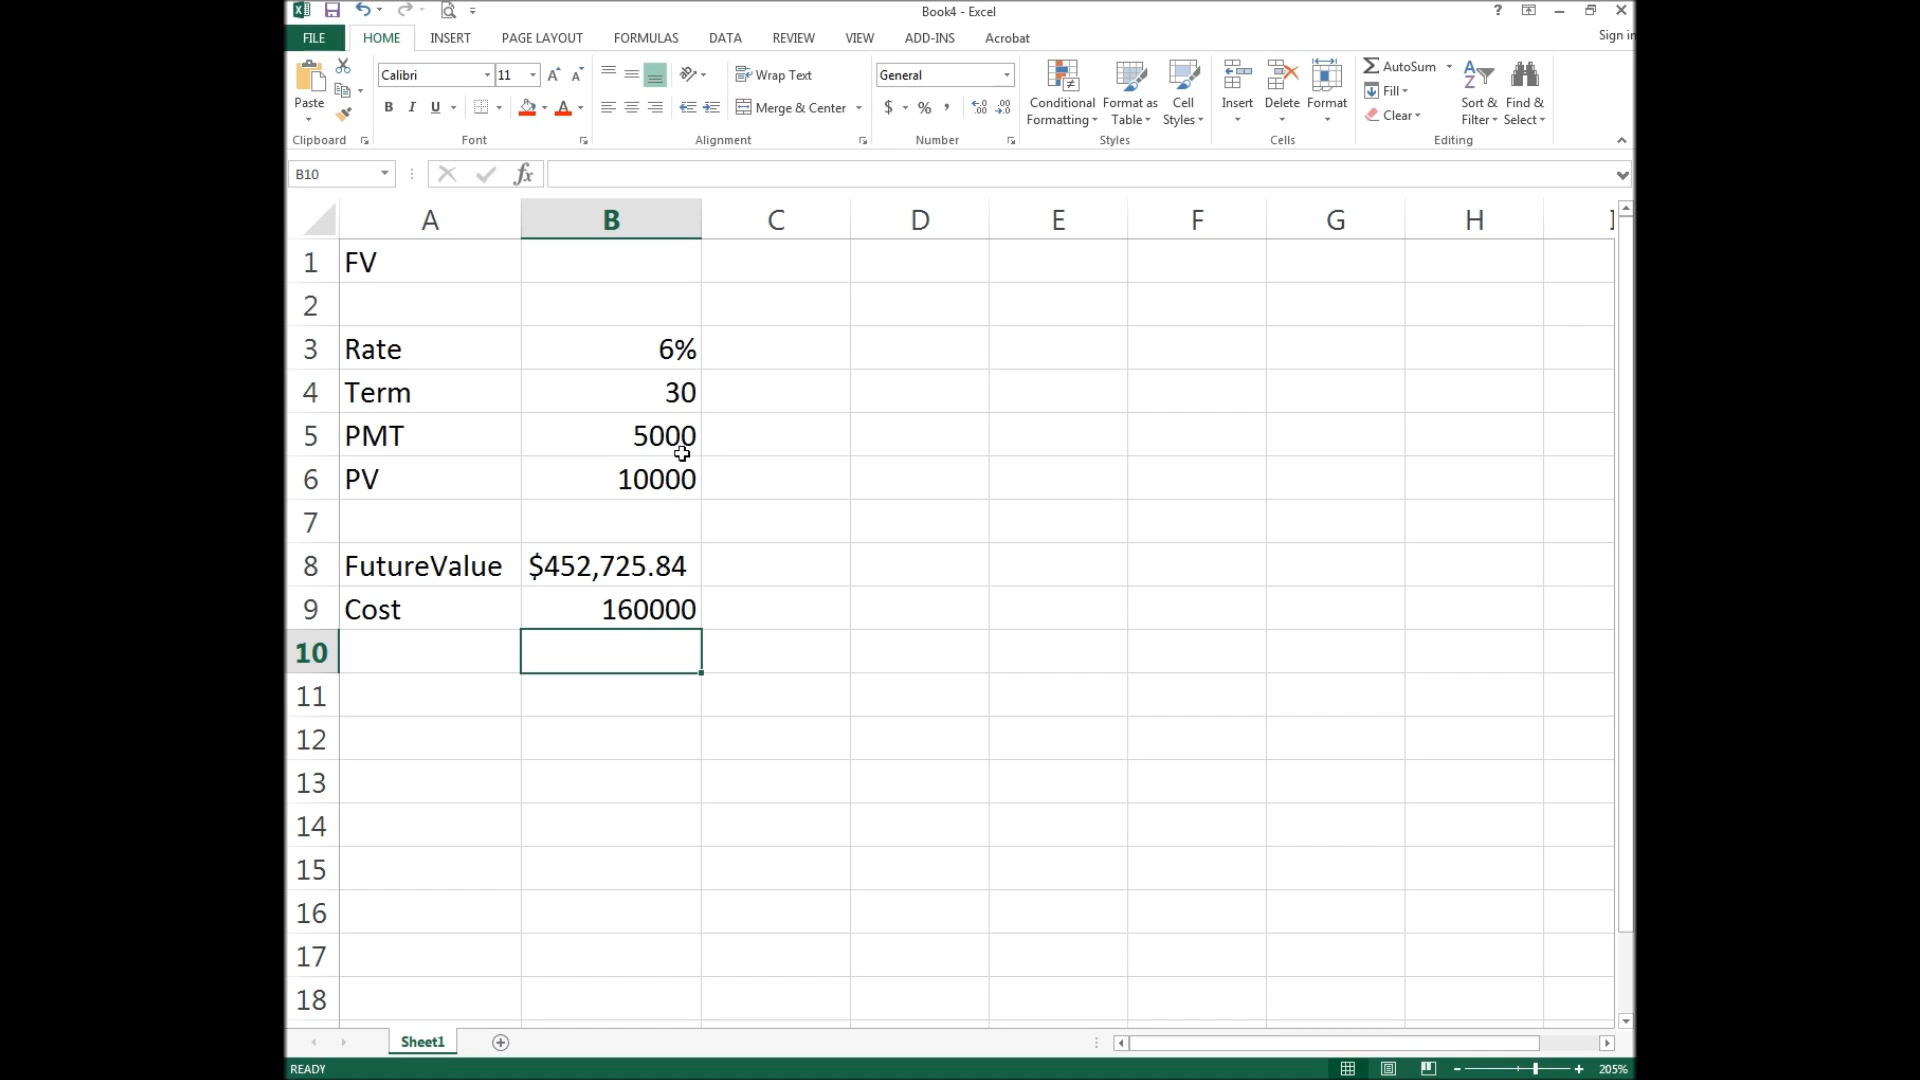 Book4 - Excel
?
Sign in
FILE HOME INSERT PAGE LAYOUT FORMULAS DATA REVIEW VIEW ADD-INS Acrobat
Paste
Calibri 11
B I U
Wrap Text
Merge & Center
General
$ % ,
Conditional Formatting
Format as Table
Cell Styles
Insert
Delete
Format
AutoSum
Fill
Clear
Sort & Filter
Find & Select
Clipboard Font Alignment Number Styles Cells Editing
B10 fx
A B C D E F G H
1 FV
2
3 Rate 6%
4 Term 30
5 PMT 5000
6 PV 10000
7
8 FutureValue $452,725.84
9 Cost 160000
10
11
12
13
14
15
16
17
18
Sheet1
READY 205%